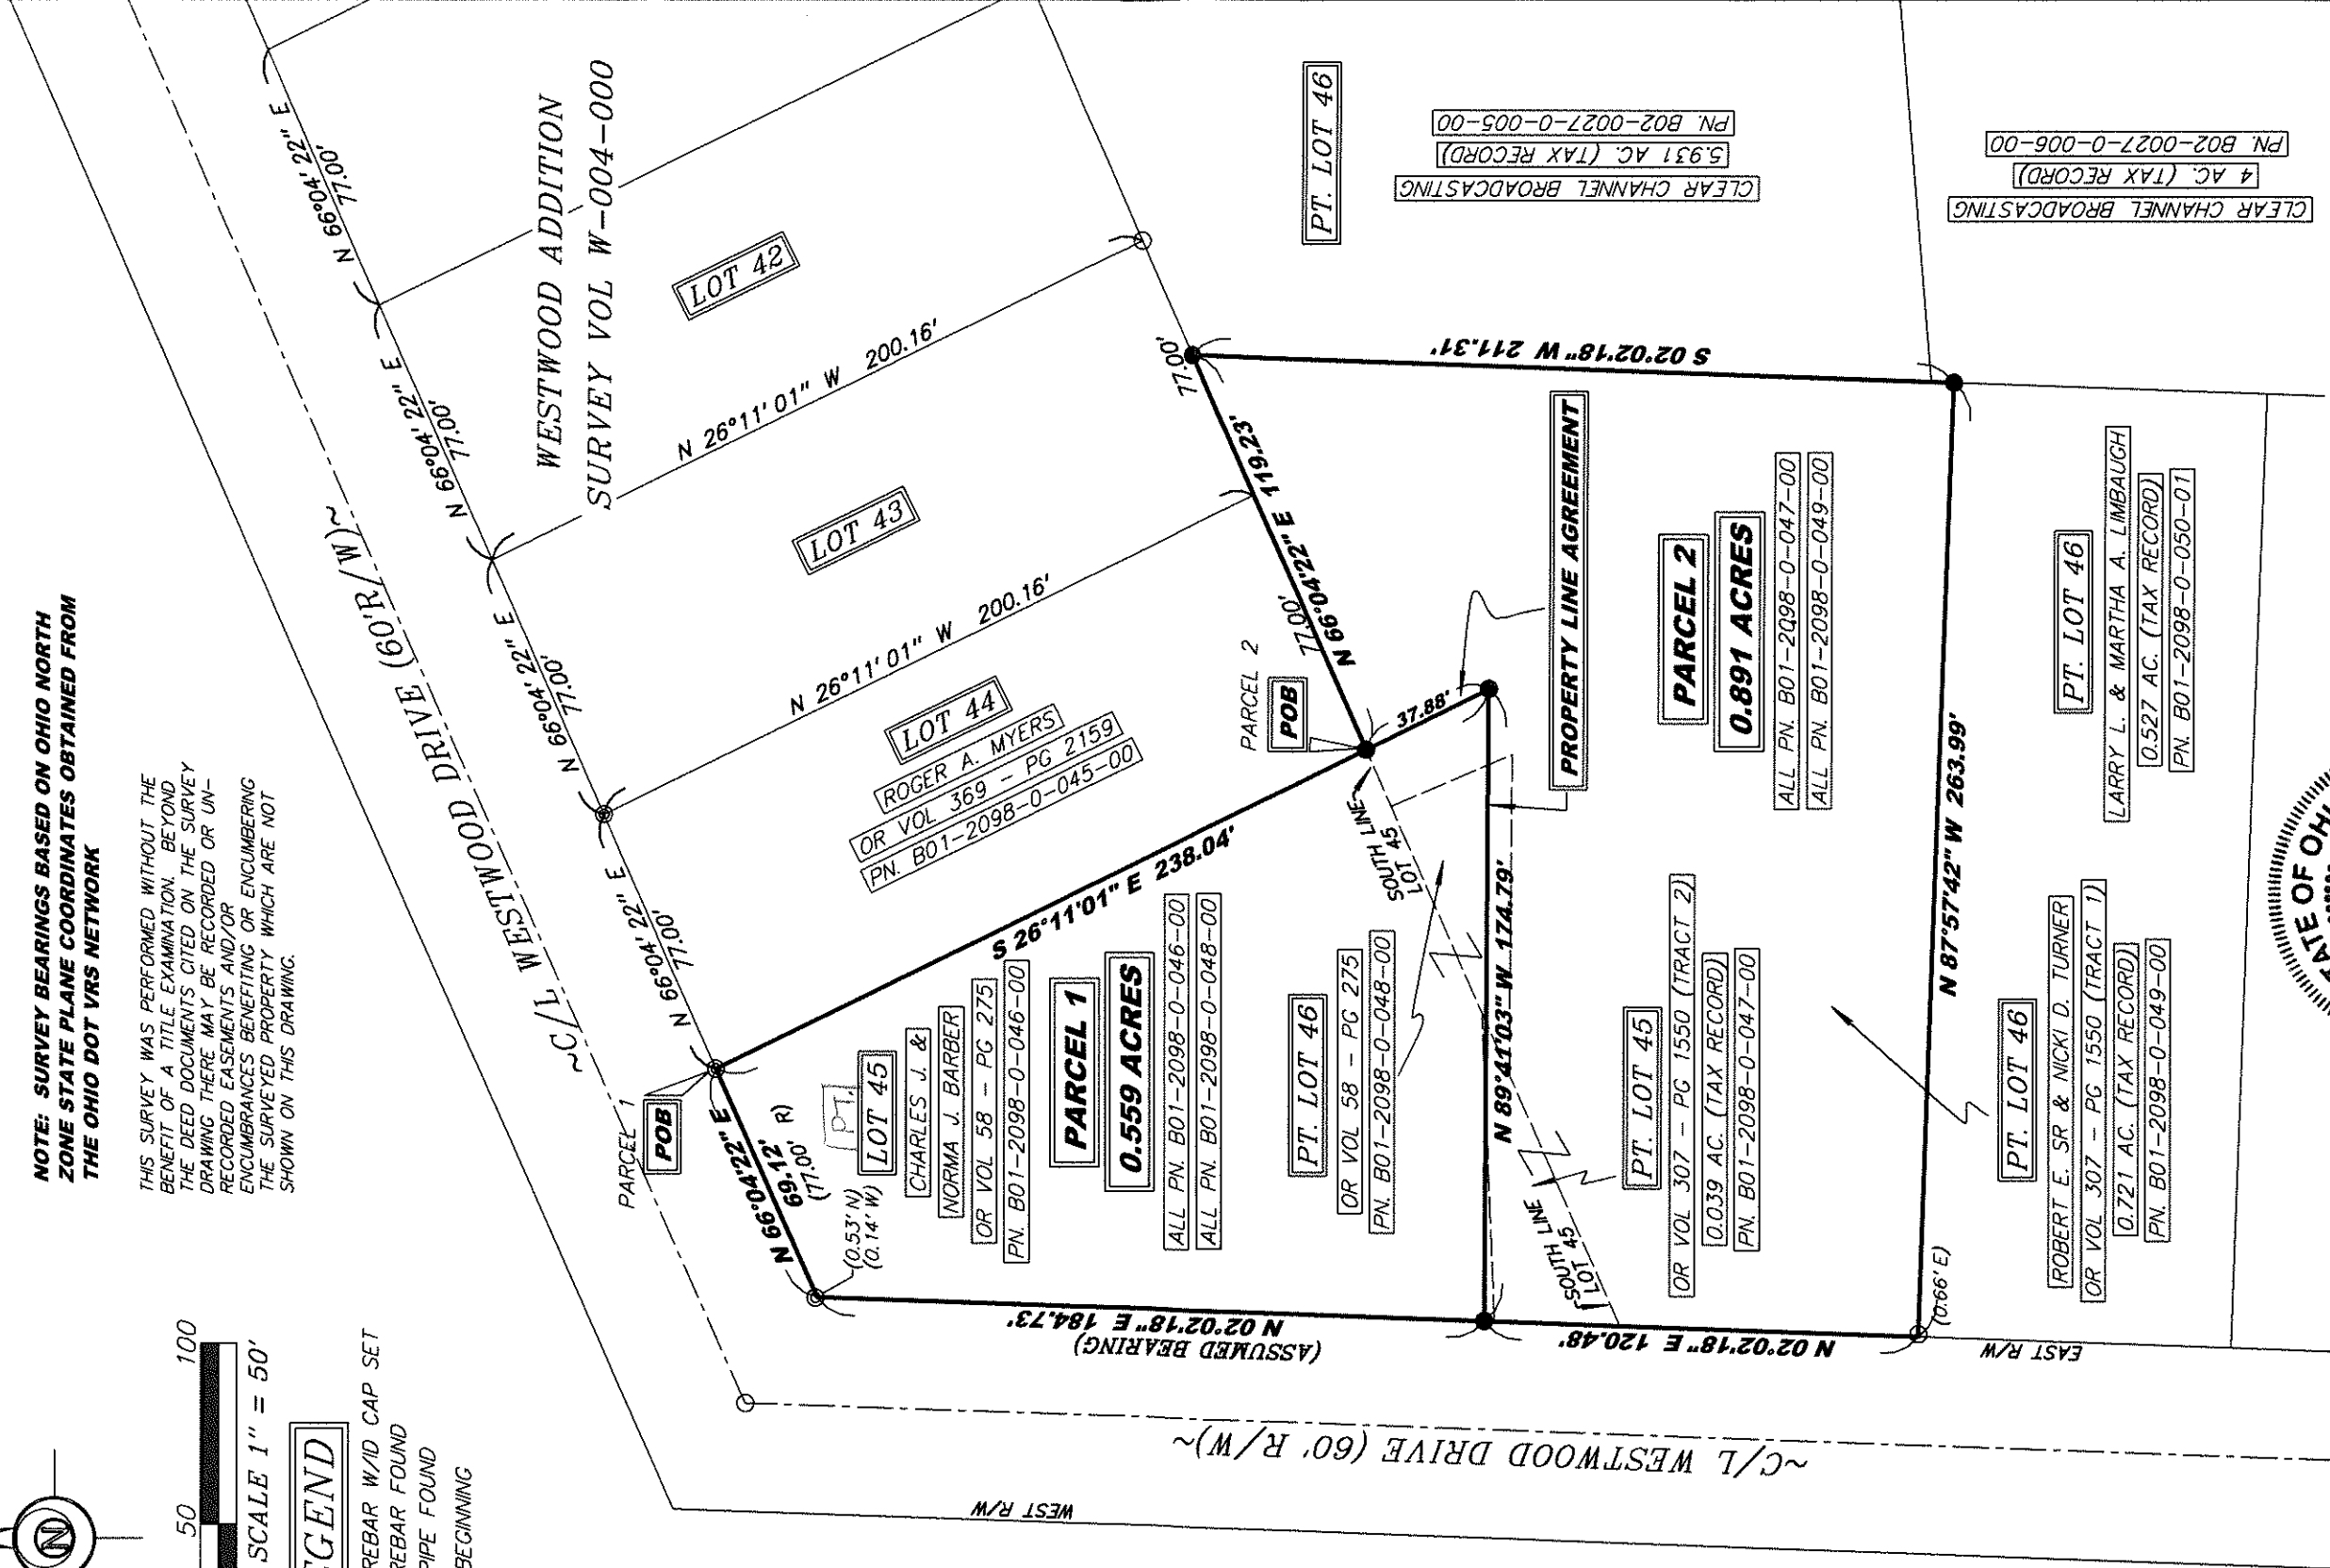 NOTE: SURVEY BEARINGS BASED ON OHIO NORTH
ZONE STATE PLANE COORDINATES OBTAINED FROM
THE OHIO DOT VRS NETWORK
THIS SURVEY WAS PERFORMED WITHOUT THE
BENEFIT OF A TITLE EXAMINATION. BEYOND
THE DEED DOCUMENTS CITED ON THE SURVEY
DRAWING THERE MAY BE RECORDED OR UN-
RECORDED EASEMENTS AND/OR
ENCUMBRANCES BENEFITING OR ENCUMBERING
THE SURVEYED PROPERTY WHICH ARE NOT
SHOWN ON THIS DRAWING.
N
50
100
SCALE 1" = 50'
GEND
REBAR W/ID CAP SET
REBAR FOUND
PIPE FOUND
BEGINNING
~C/L WESTWOOD DRIVE (60'R/W)~
N 66°04'22" E
77.00'
N 66°04'22" E
77.00'
N 66°04'22" E
77.00'
N 66°04'22" E
77.00'
WESTWOOD ADDITION
SURVEY VOL W-004-000
LOT 42
N 26°11'01" W 200.16'
LOT 43
N 26°11'01" W 200.16'
LOT 44
ROGER A. MYERS
OR VOL 369 - PG 2159
PN. B01-2098-0-045-00
S 26°11'01" E 238.04'
PARCEL 1
POB
N 66°04'22" E
69.12'
(77.00' R)
(0.53' N)
(0.14' W)
PT.
LOT 45
CHARLES J. &
NORMA J. BARBER
OR VOL 58 - PG 275
PN. B01-2098-0-046-00
PARCEL 1
0.559 ACRES
ALL PN. B01-2098-0-046-00
ALL PN. B01-2098-0-048-00
PT. LOT 46
OR VOL 58 - PG 275
PN. B01-2098-0-048-00
N 02°02'18" E 184.73'
(ASSUMED BEARING)
PARCEL 2
POB
77.00'
N 66°04'22" E 119.23'
77.00'
37.88'
SOUTH LINE
LOT 45
N 89°41'03" W 174.79'
SOUTH LINE
LOT 45
PROPERTY LINE AGREEMENT
PARCEL 2
0.891 ACRES
ALL PN. B01-2098-0-047-00
ALL PN. B01-2098-0-049-00
S 02°02'18" W 211.31'
PT. LOT 46
CLEAR CHANNEL BROADCASTING
5.931 AC. (TAX RECORD)
PN. B02-0027-0-005-00
CLEAR CHANNEL BROADCASTING
4 AC. (TAX RECORD)
PN. B02-0027-0-006-00
PT. LOT 45
OR VOL 307 - PG 1550 (TRACT 2)
0.039 AC. (TAX RECORD)
PN. B01-2098-0-047-00
N 02°02'18" E 120.48'
N 87°57'42" W 263.99'
(0.66' E)
EAST R/W
PT. LOT 46
ROBERT E. SR & NICKI D. TURNER
OR VOL 307 - PG 1550 (TRACT 1)
0.721 AC. (TAX RECORD)
PN. B01-2098-0-049-00
PT. LOT 46
LARRY L. & MARTHA A. LIMBAUGH
0.527 AC. (TAX RECORD)
PN. B01-2098-0-050-01
~C/L WESTWOOD DRIVE (60' R/W)~
WEST R/W
ATE OF OHI